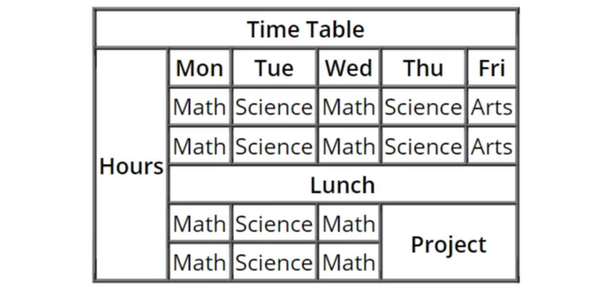 Time Table
Mon Tue Wed Thu Fri
Math Science Math Science Arts
Math Science Math Science Arts
Hours
Lunch
Math Science Math
Project
Math Science Math